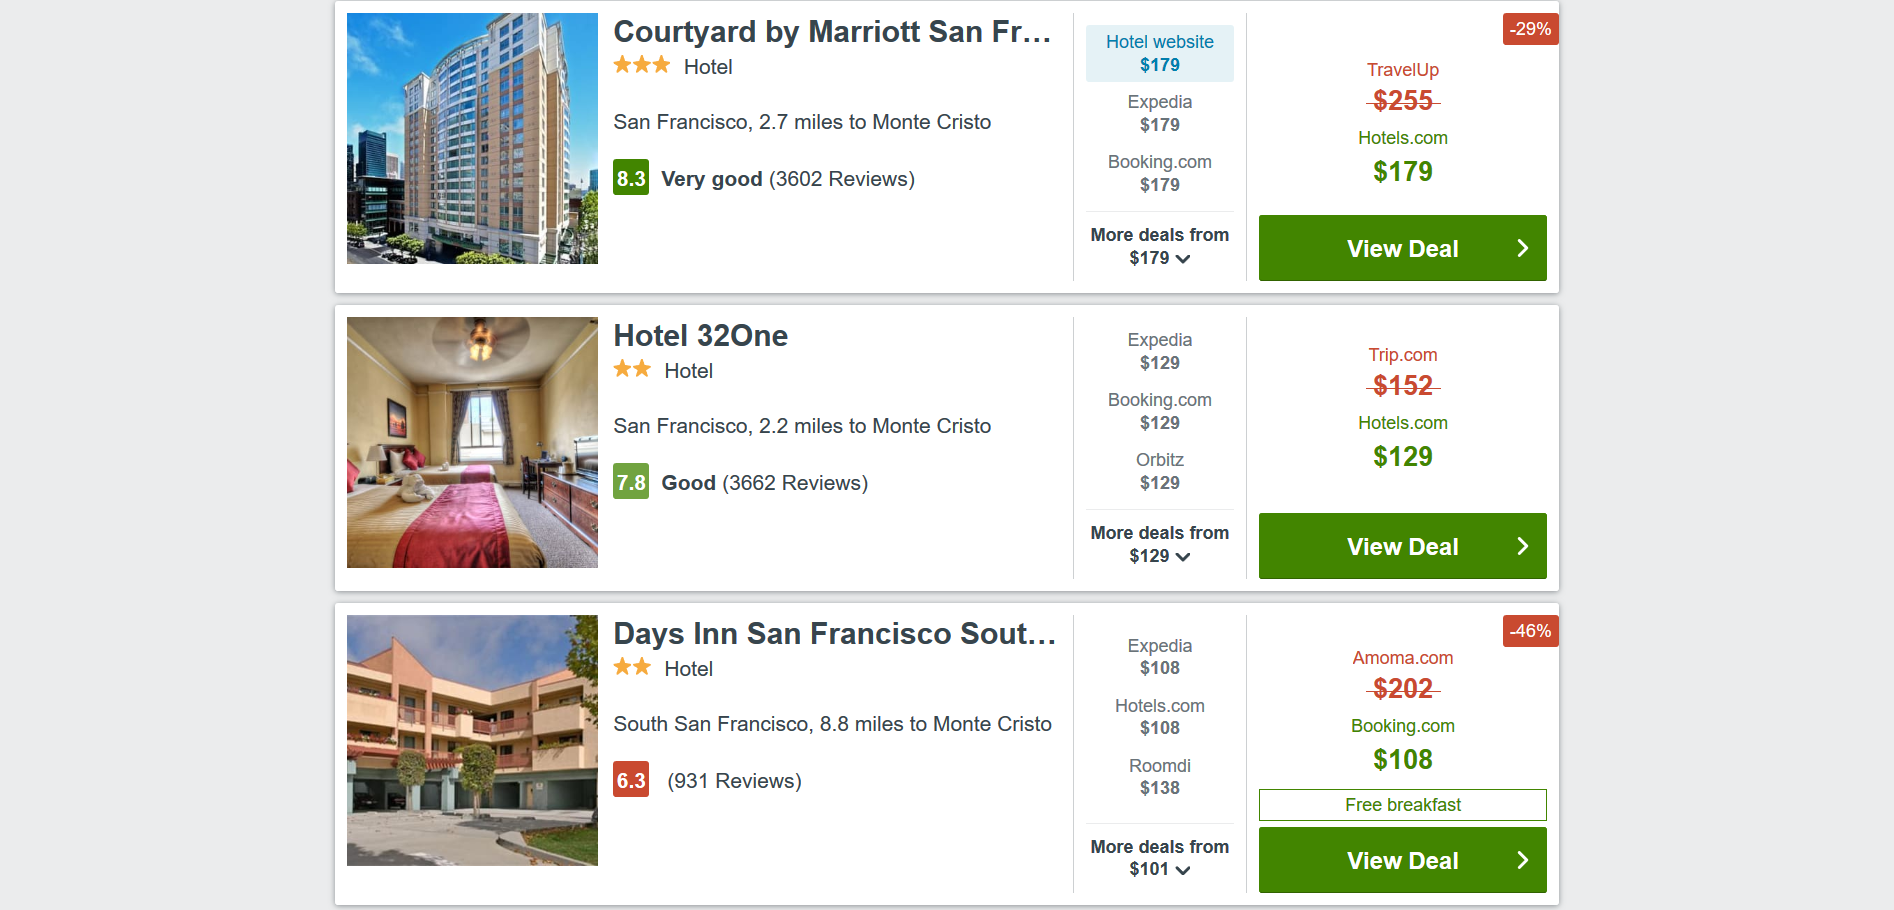 Courtyard by Marriott San Fr...
Hotel
San Francisco, 2.7 miles to Monte Cristo
8.3 Very good (3602 Reviews)
Hotel website
$179
Expedia
$179
Booking.com
$179
More deals from
$179
-29%
TravelUp
$255
Hotels.com
$179
View Deal
Hotel 32One
Hotel
San Francisco, 2.2 miles to Monte Cristo
7.8 Good (3662 Reviews)
Expedia
$129
Booking.com
$129
Orbitz
$129
More deals from
$129
Trip.com
$152
Hotels.com
$129
View Deal
Days Inn San Francisco Sout...
Hotel
South San Francisco, 8.8 miles to Monte Cristo
6.3 (931 Reviews)
Expedia
$108
Hotels.com
$108
Roomdi
$138
More deals from
$101
-46%
Amoma.com
$202
Booking.com
$108
Free breakfast
View Deal